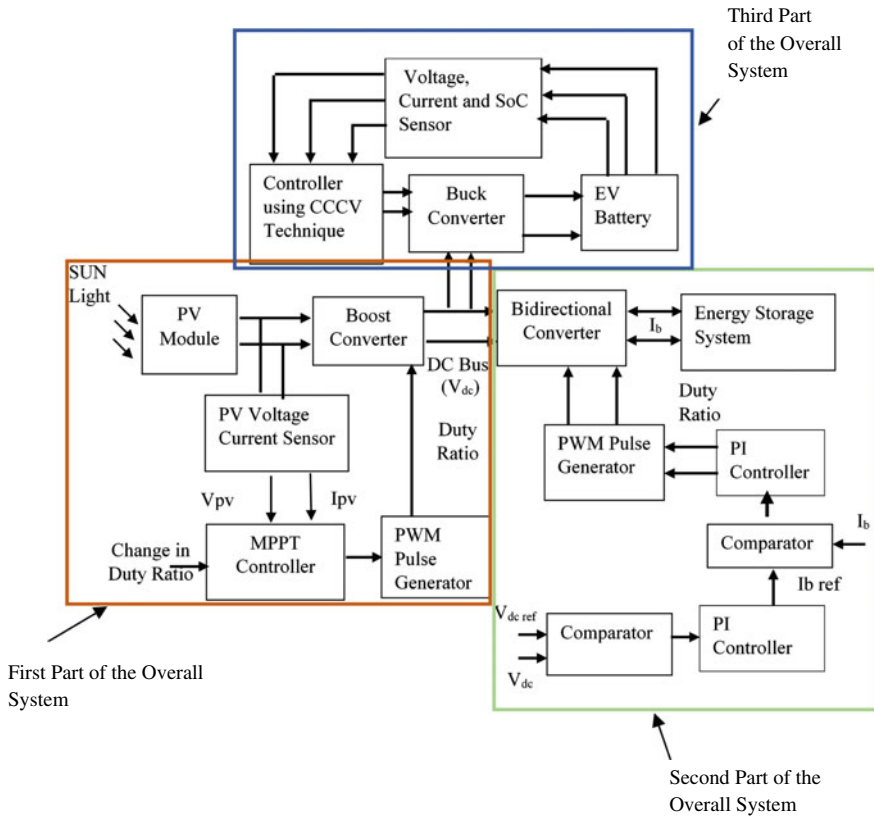 Third Part
of the Overall
System
Voltage,
Current and SoC
Sensor
Controller
using CCCV
Technique
Buck
Converter
EV
Battery
SUN
Light
PV
Module
Boost
Converter
DC Bus
(Vdc)
PV Voltage
Current Sensor
Duty
Ratio
Vpv
Ipv
Change in
Duty Ratio
MPPT
Controller
PWM
Pulse
Generator
First Part of the Overall
System
Bidirectional
Converter
Ib
Energy Storage
System
Duty
Ratio
PWM Pulse
Generator
PI
Controller
Comparator
Ib
Ib ref
Vdc ref
Vdc
Comparator
PI
Controller
Second Part of the
Overall System